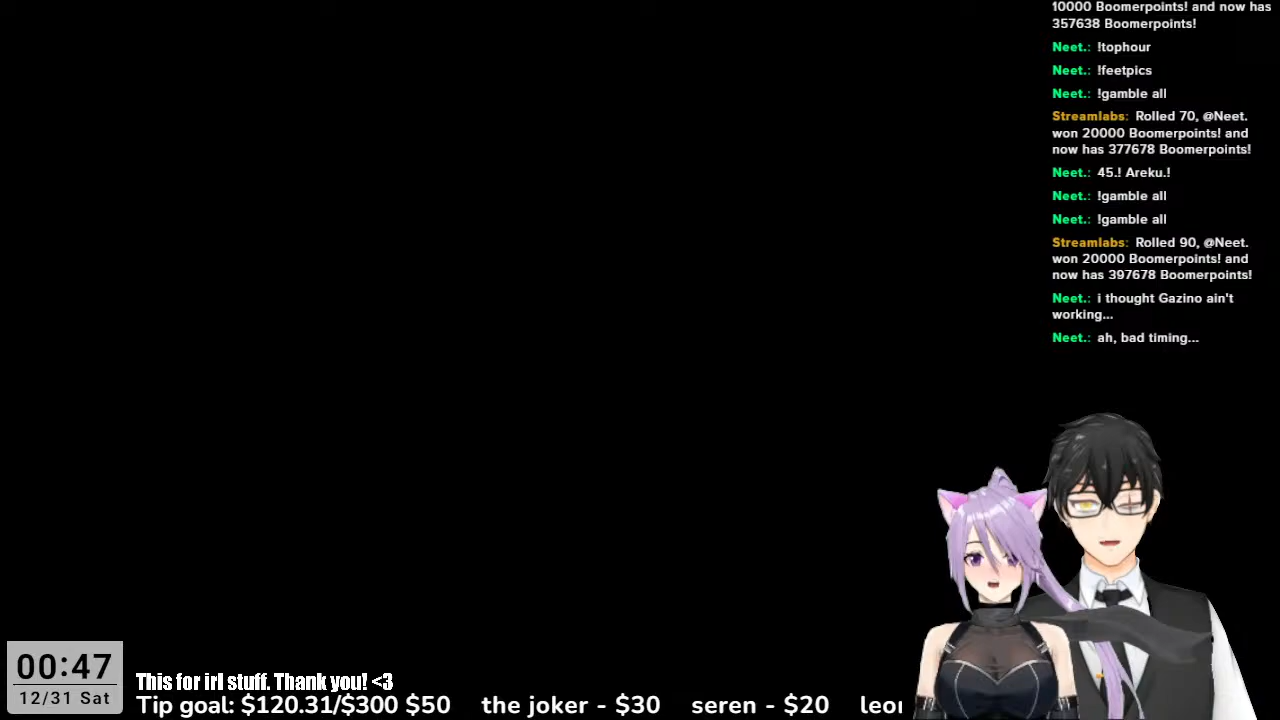 10000 Boomerpoints! and now has
357638 Boomerpoints!
Neet.: !tophour
Neet.: !feetpics
Neet.: !gamble all
Streamlabs: Rolled 70, @Neet.
won 20000 Boomerpoints! and
now has 377678 Boomerpoints!
Neet.: 45.! Areku.!
Neet.: !gamble all
Neet.: !gamble all
Streamlabs: Rolled 90, @Neet.
won 20000 Boomerpoints! and
now has 397678 Boomerpoints!
Neet.: i thought Gazino ain't
working...
Neet.: ah, bad timing...
00:47
12/31 Sat
This for irl stuff. Thank you! <3
Tip goal: $120.31/$300 $50 the joker - $30 seren - $20 leon